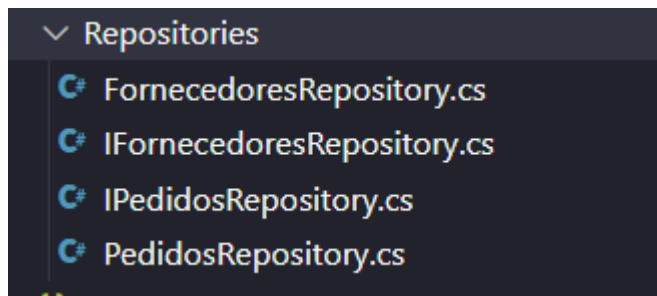 Repositories
C# FornecedoresRepository.cs
C# IFornecedoresRepository.cs
C# IPedidosRepository.cs
C# PedidosRepository.cs